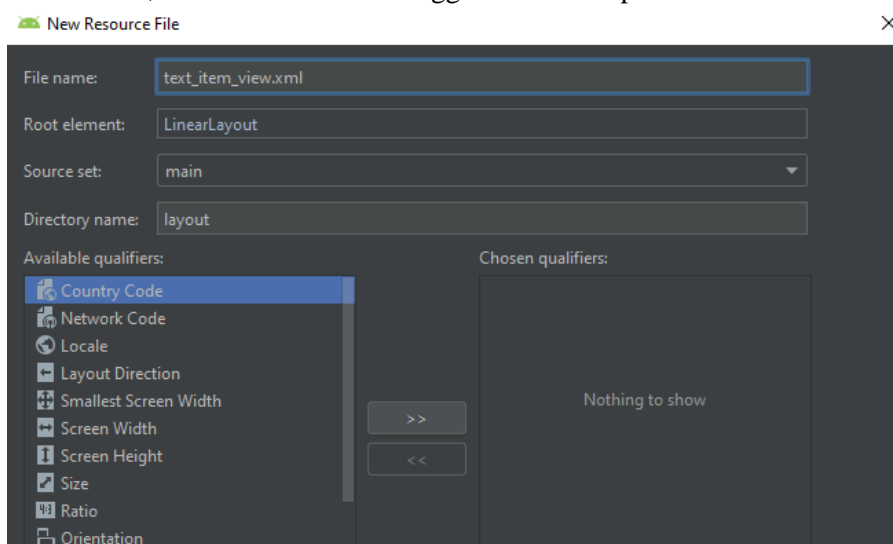 New Resource File
File name: text_item_view.xml
Root element: LinearLayout
Source set: main
Directory name: layout
Available qualifiers: Chosen qualifiers:
Country Code
Network Code
Locale
Layout Direction
Smallest Screen Width
Nothing to show
Screen Width
>>
Screen Height
<<
Size
Ratio
Orientation